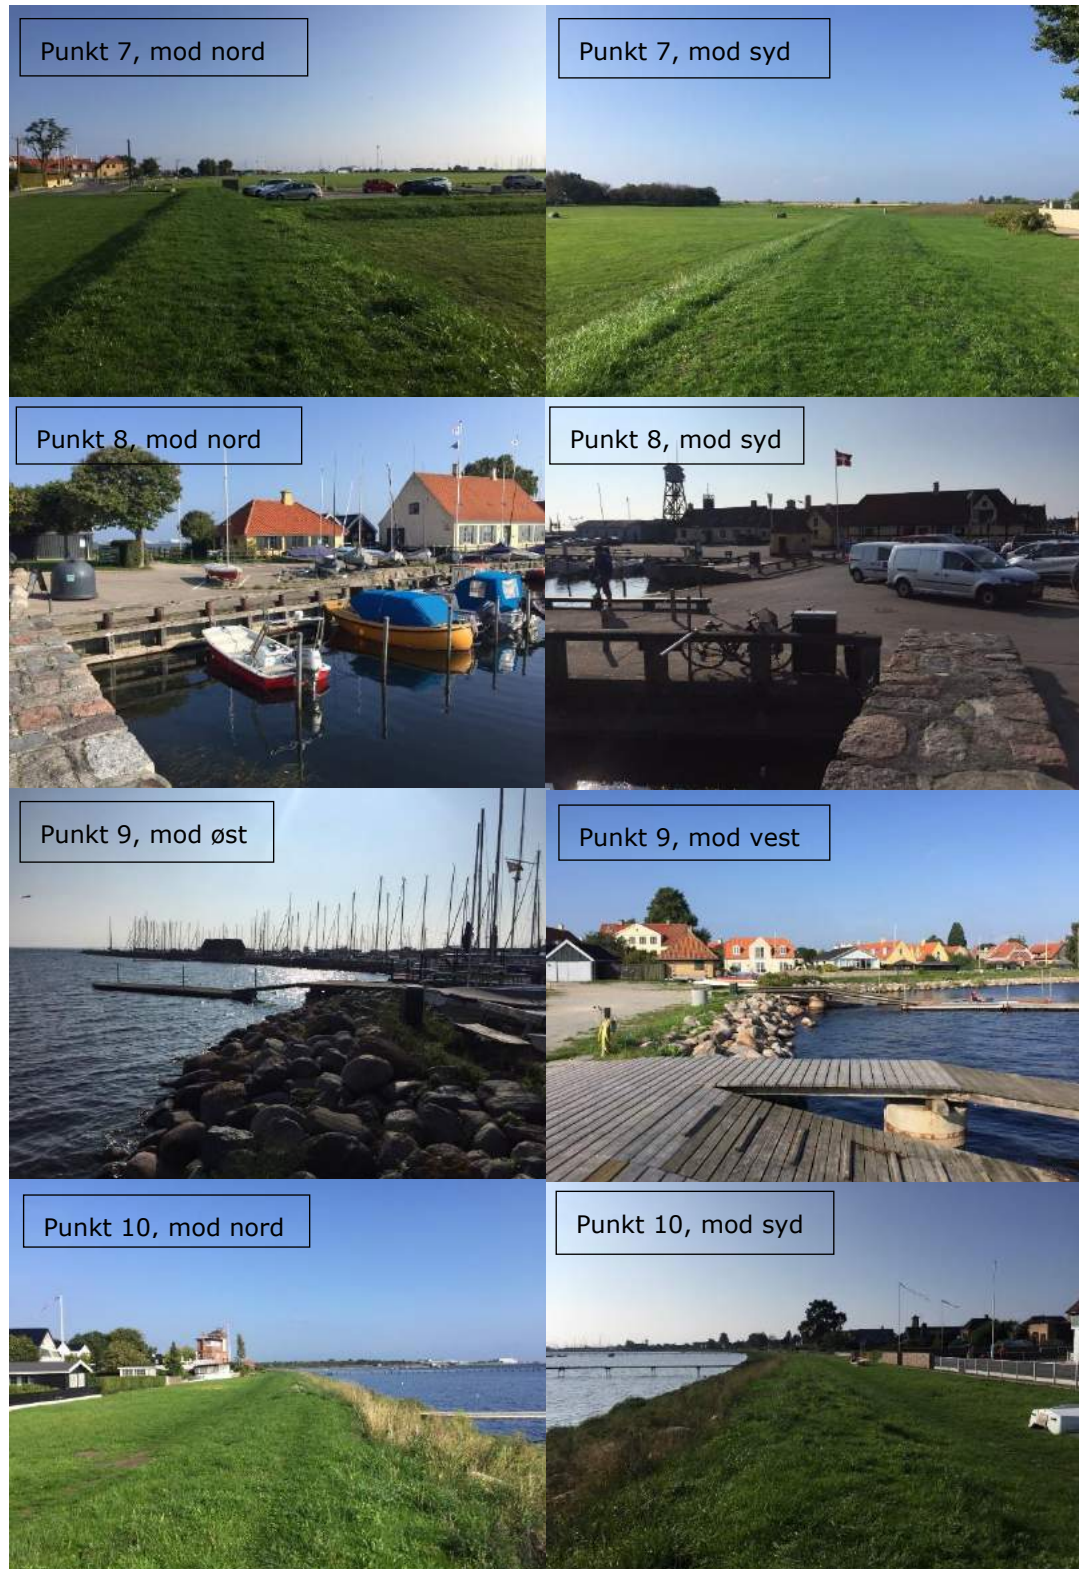 Punkt 7, mod nord
Punkt 7, mod syd
Punkt 8, mod nord
Punkt 8, mod syd
Punkt 9, mod øst
Punkt 9, mod vest
Punkt 10, mod nord
Punkt 10, mod syd